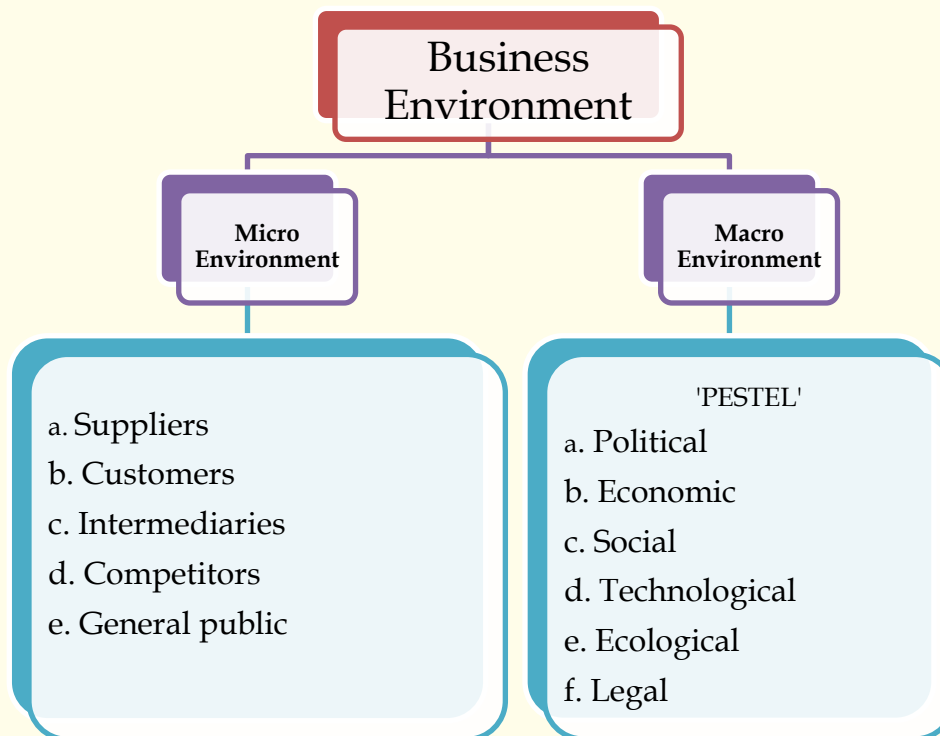 Business
Environment
Micro
Environment
Macro
Environment
a. Suppliers
b. Customers
c. Intermediaries
d. Competitors
e. General public
'PESTEL'
a. Political
b. Economic
c. Social
d. Technological
e. Ecological
f. Legal